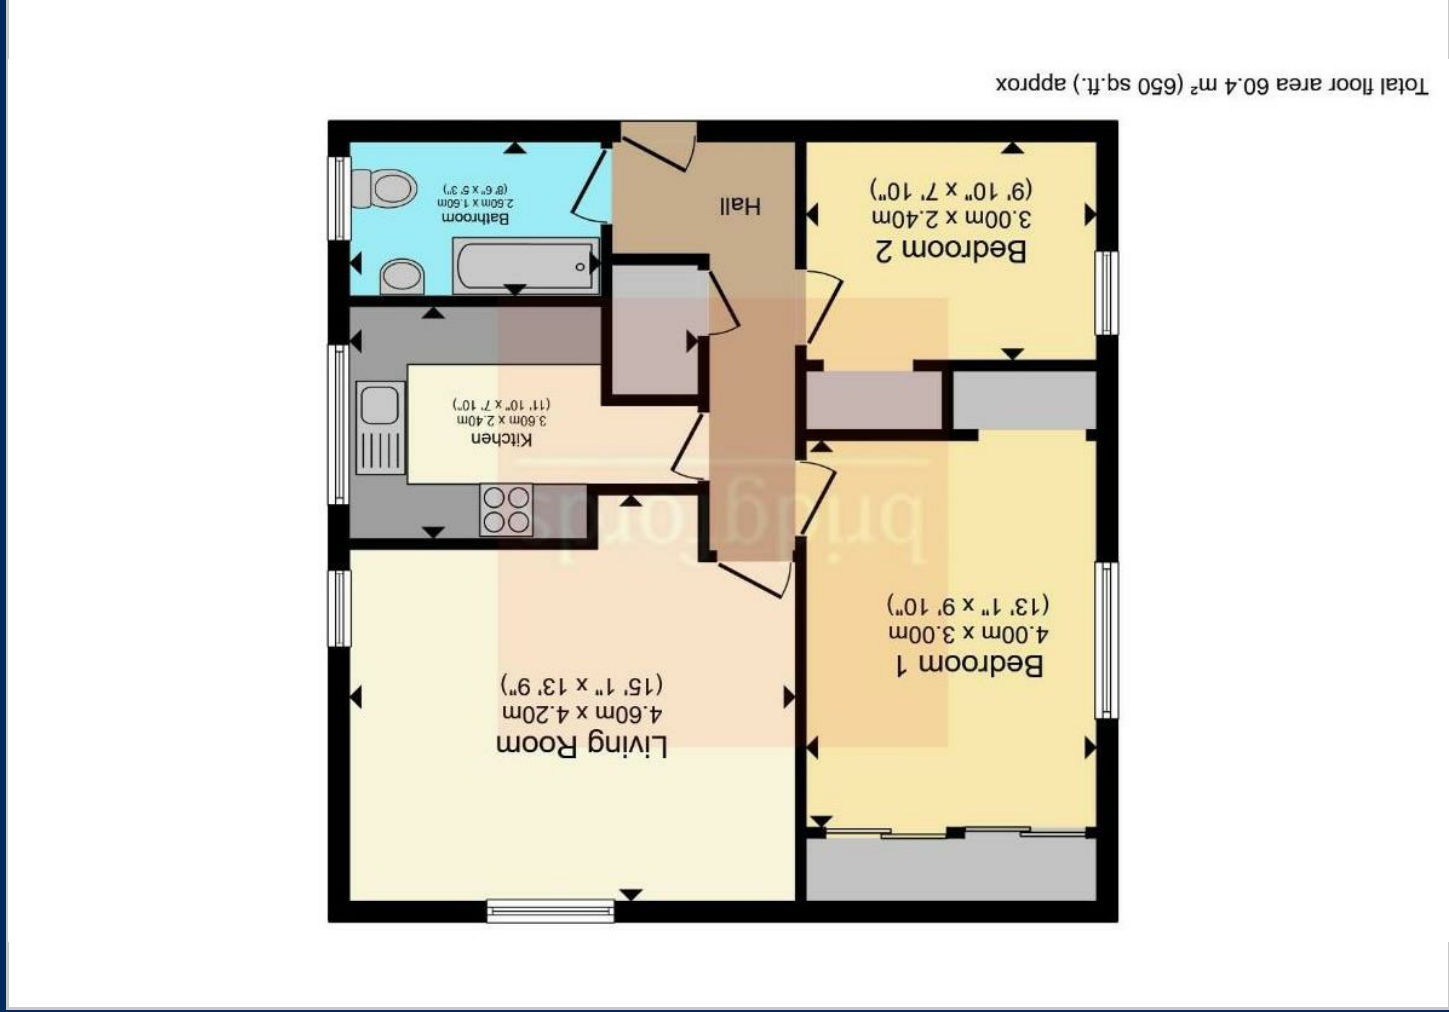 Living Room
4.60m x 4.20m
(15' 1" x 13' 9")
Bedroom 1
4.00m x 3.00m
(13' 1" x 9' 10")
bridgfords
Kitchen
3.60m x 2.40m
(11' 10" x 7' 10")
Bedroom 2
3.00m x 2.40m
(9' 10" x 7' 10")
Bathroom
2.60m x 1.60m
(8' 6" x 5' 3")
Hall
Total floor area 60.4 m² (650 sq.ft.) approx